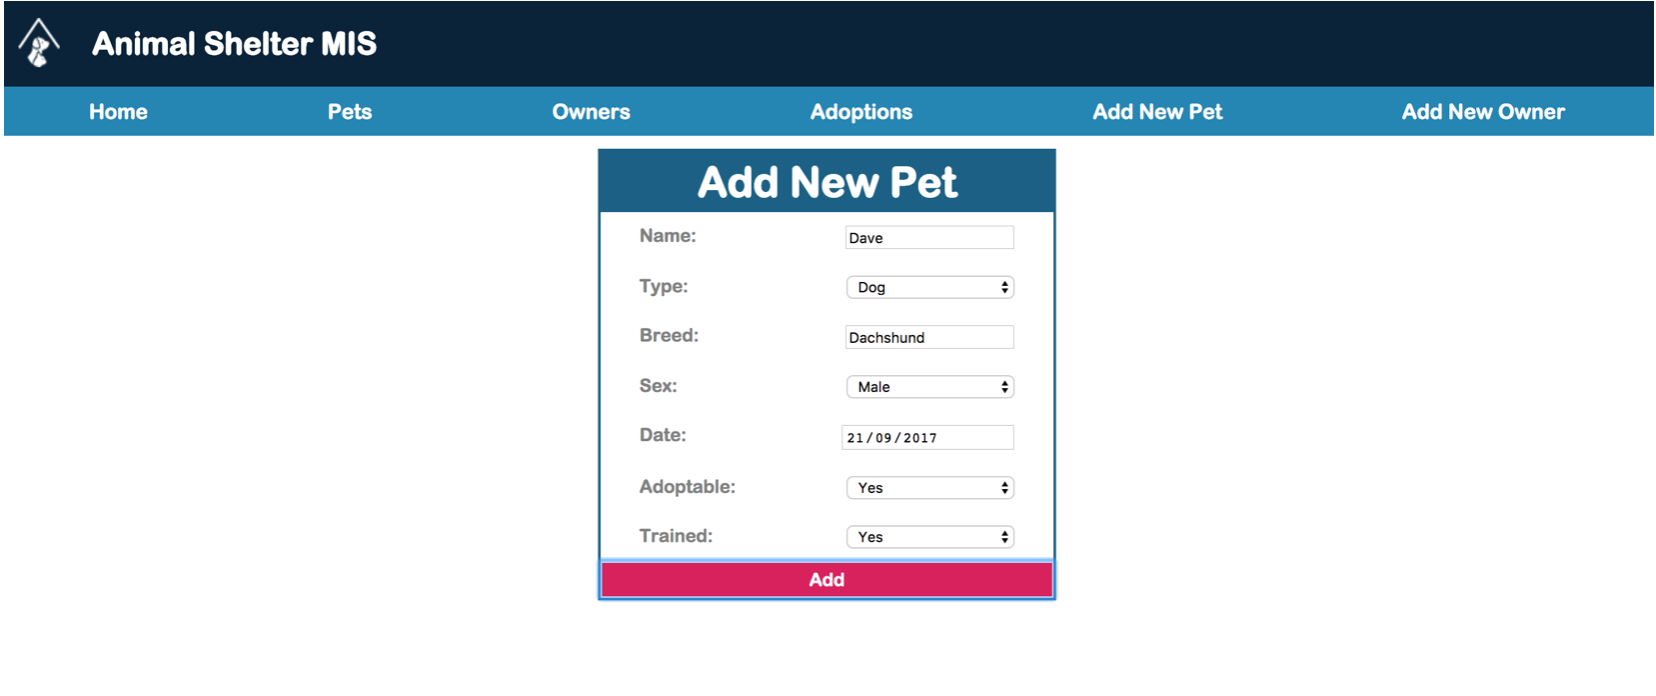 Animal Shelter MIS
Home Pets Owners Adoptions Add New Pet Add New Owner
Add New Pet
Name: Dave
Type: Dog
Breed: Dachshund
Sex: Male
Date: 21/09/2017
Adoptable: Yes
Trained: Yes
Add